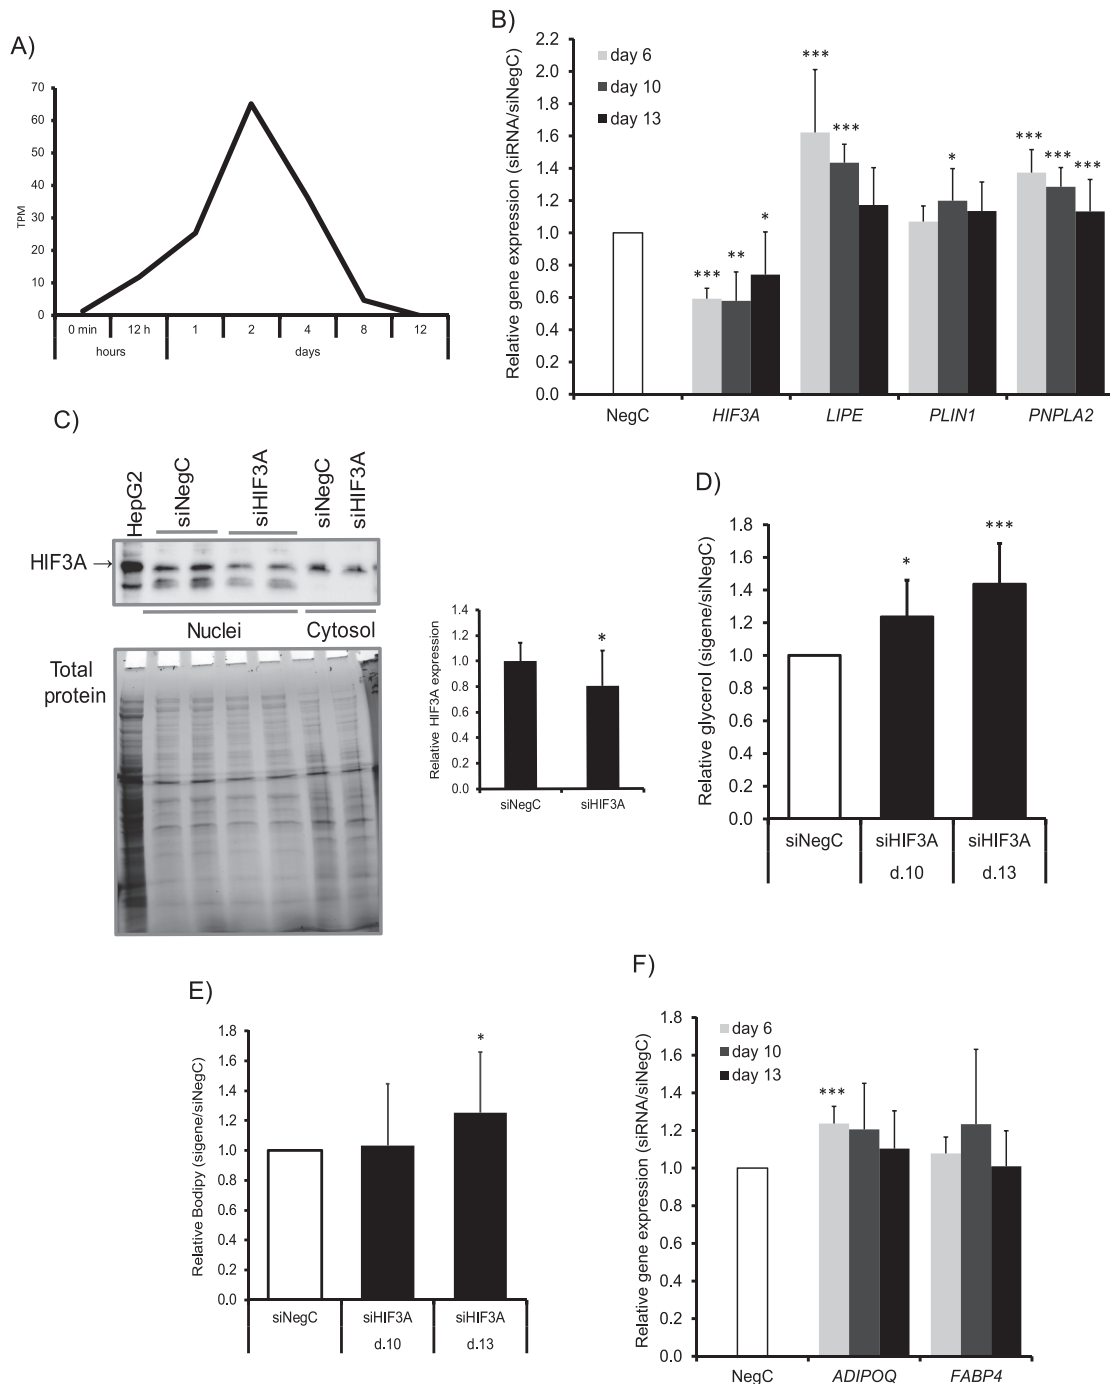 A)
70
60
50
40
30
20
10
0
TPM
0 min 12 h 1 2 4 8 12
hours days
B)
2.2
2.0
1.8
1.6
1.4
1.2
1.0
0.8
0.6
0.4
0.2
0.0
Relative gene expression (siRNA/siNegC)
day 6
day 10
day 13
*** ** *
*** ***
*
*** *** ***
NegC HIF3A LIPE PLIN1 PNPLA2
C)
HepG2 siNegC siHIF3A siNegC siHIF3A
HIF3A →
Nuclei Cytosol
Total
protein
1.4
1.2
1.0
0.8
0.6
0.4
0.2
0.0
Relative HIF3A expression
*
siNegC siHIF3A
D)
1.8
1.6
1.4
1.2
1.0
0.8
0.6
0.4
0.2
0.0
Relative glycerol (sigene/siNegC)
* ***
siNegC siHIF3A siHIF3A
d.10 d.13
E)
1.8
1.6
1.4
1.2
1.0
0.8
0.6
0.4
0.2
0.0
Relative Bodipy (sigene/siNegC)
*
siNegC siHIF3A siHIF3A
d.10 d.13
F)
1.8
1.6
1.4
1.2
1.0
0.8
0.6
0.4
0.2
0.0
Relative gene expression (siRNA/siNegC)
day 6
day 10
day 13
***
NegC ADIPOQ FABP4